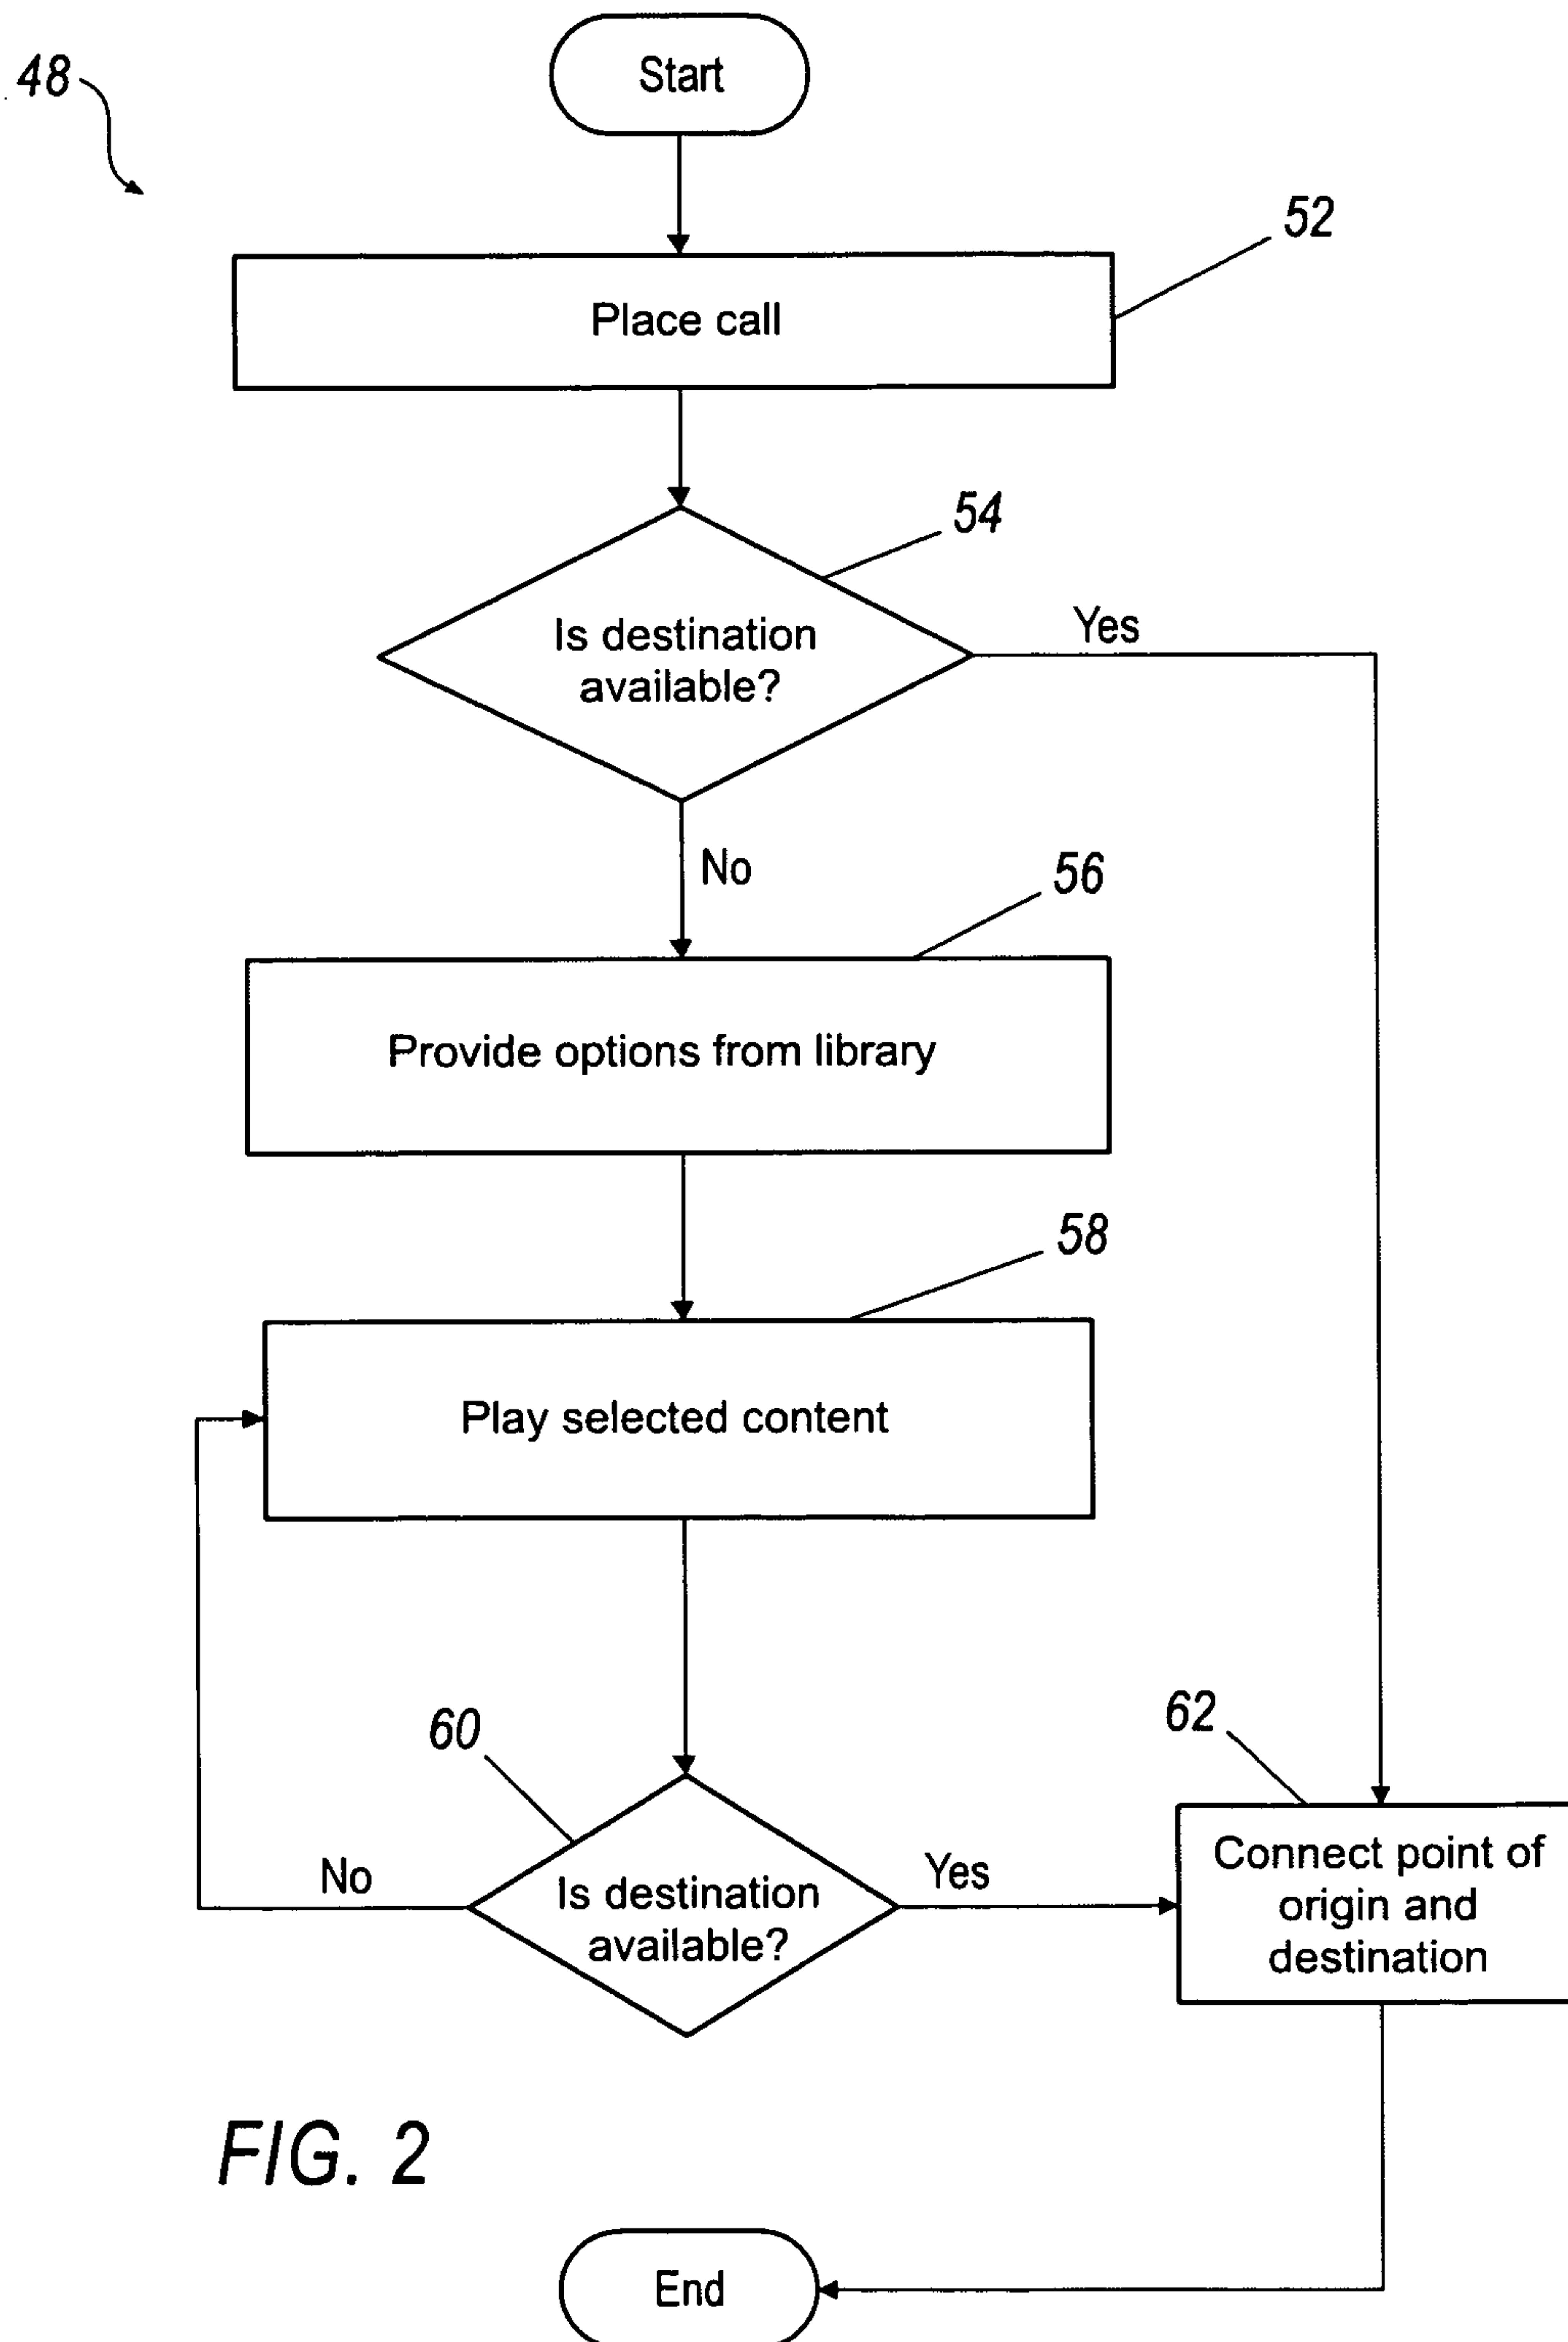 48
Start
52
Place call
54
Is destination
available?
Yes
No
56
Provide options from library
58
Play selected content
60
62
No
Is destination
available?
Yes
Connect point of
origin and
destination
FIG. 2
End